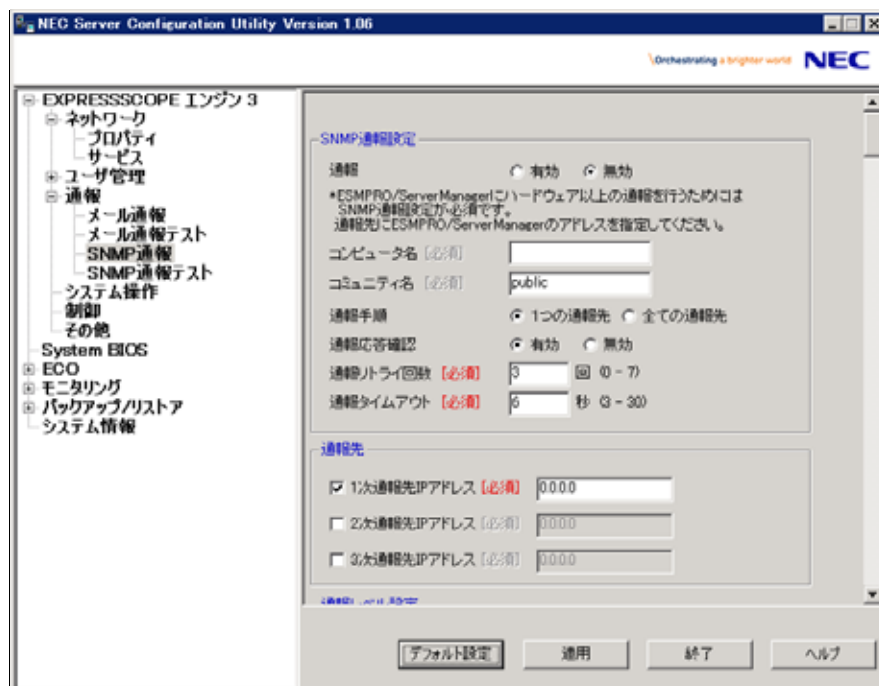 NEC Server Configuration Utility Version 1.06
Orchestrating a brighter world NEC
EXPRESSSCOPE エンジン 3
ネットワーク
プロパティ
サービス
ユーザ管理
通報
メール通報
メール通報テスト
SNMP通報
SNMP通報テスト
システム操作
制御
その他
System BIOS
ECO
モニタリング
バックアップ/リストア
システム情報
SNMP通報設定
通報 有効 無効
*ESMPRO/ServerManagerにハードウェア以上の通報を行うためには
SNMP通報設定が必須です。
通報先にESMPRO/ServerManagerのアドレスを指定してください。
コンピュータ名 [必須]
コミュニティ名 [必須] public
通報手順 1つの通報先 全ての通報先
通報応答確認 有効 無効
通報リトライ回数 [必須] 3 回 (0 - 7)
通報タイムアウト [必須] 6 秒 (3 - 30)
通報先
1次通報先IPアドレス [必須] 0.0.0.0
2次通報先IPアドレス [必須] 0.0.0.0
3次通報先IPアドレス [必須] 0.0.0.0
通報レベル設定
デフォルト設定 適用 終了 ヘルプ